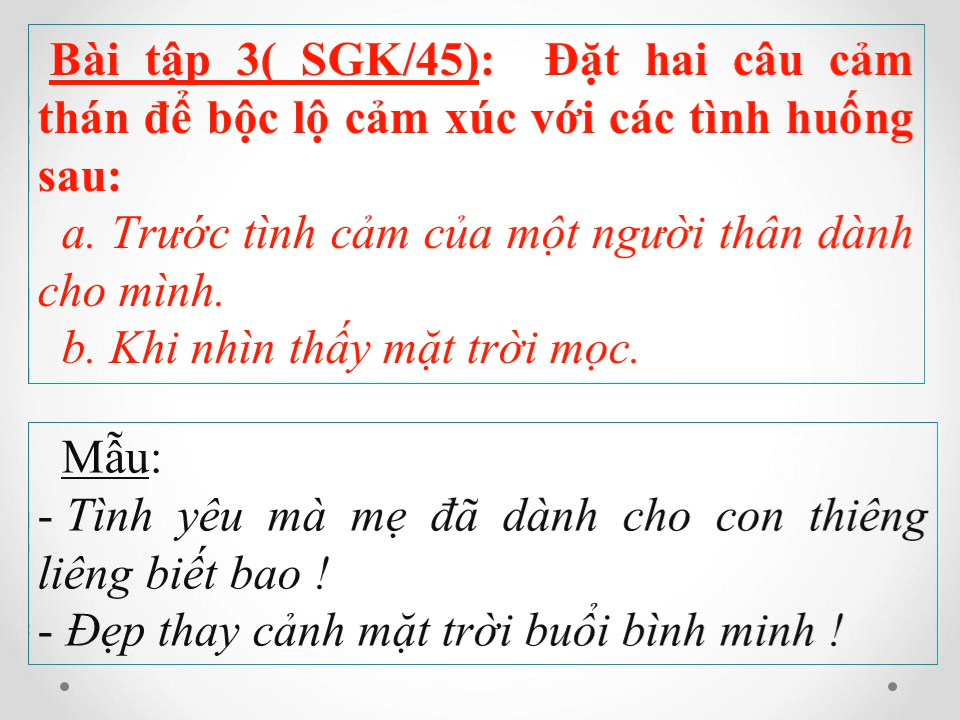 Bài tập 3( SGK/45): Đặt hai câu cảm
thán để bộc lộ cảm xúc với các tình huống
sau:
a. Trước tình cảm của một người thân dành
cho mình.
b. Khi nhìn thấy mặt trời mọc.
Mẫu:
- Tình yêu mà mẹ đã dành cho con thiêng
liêng biết bao !
- Đẹp thay cảnh mặt trời buổi bình minh !